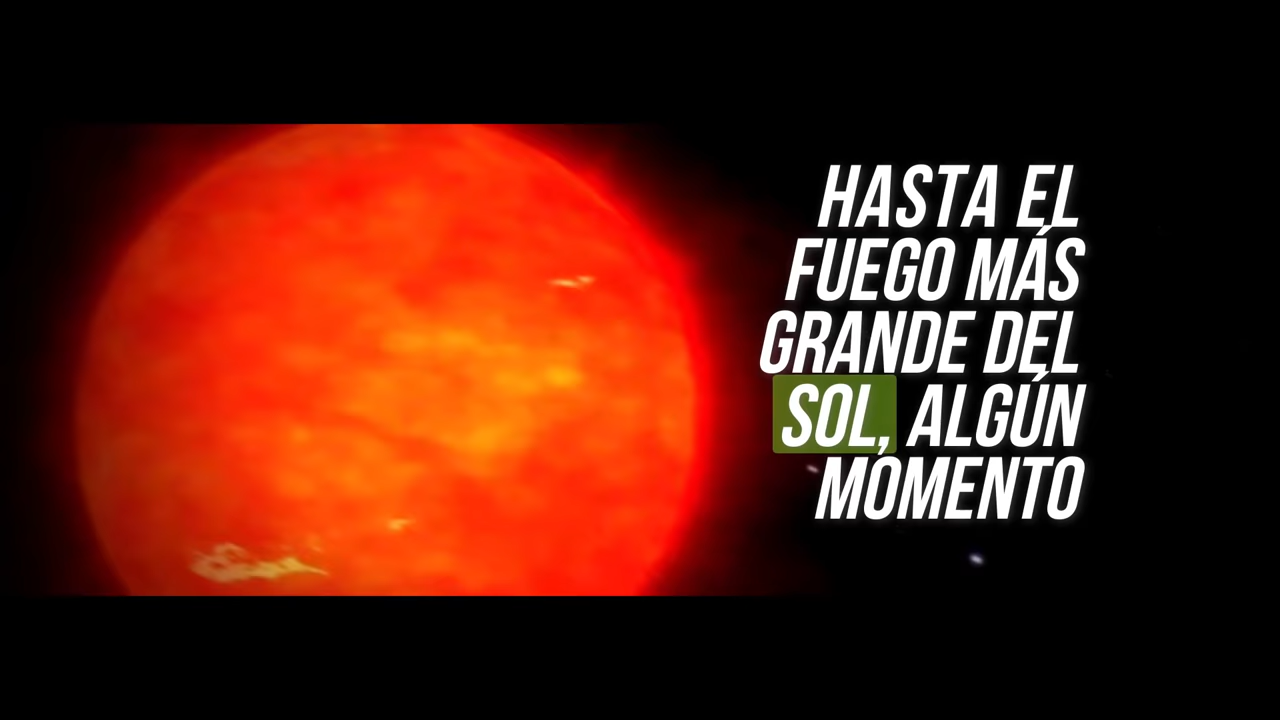 HASTA EL
FUEGO MÁS
GRANDE DEL
SOL, ALGÚN
MOMENTO